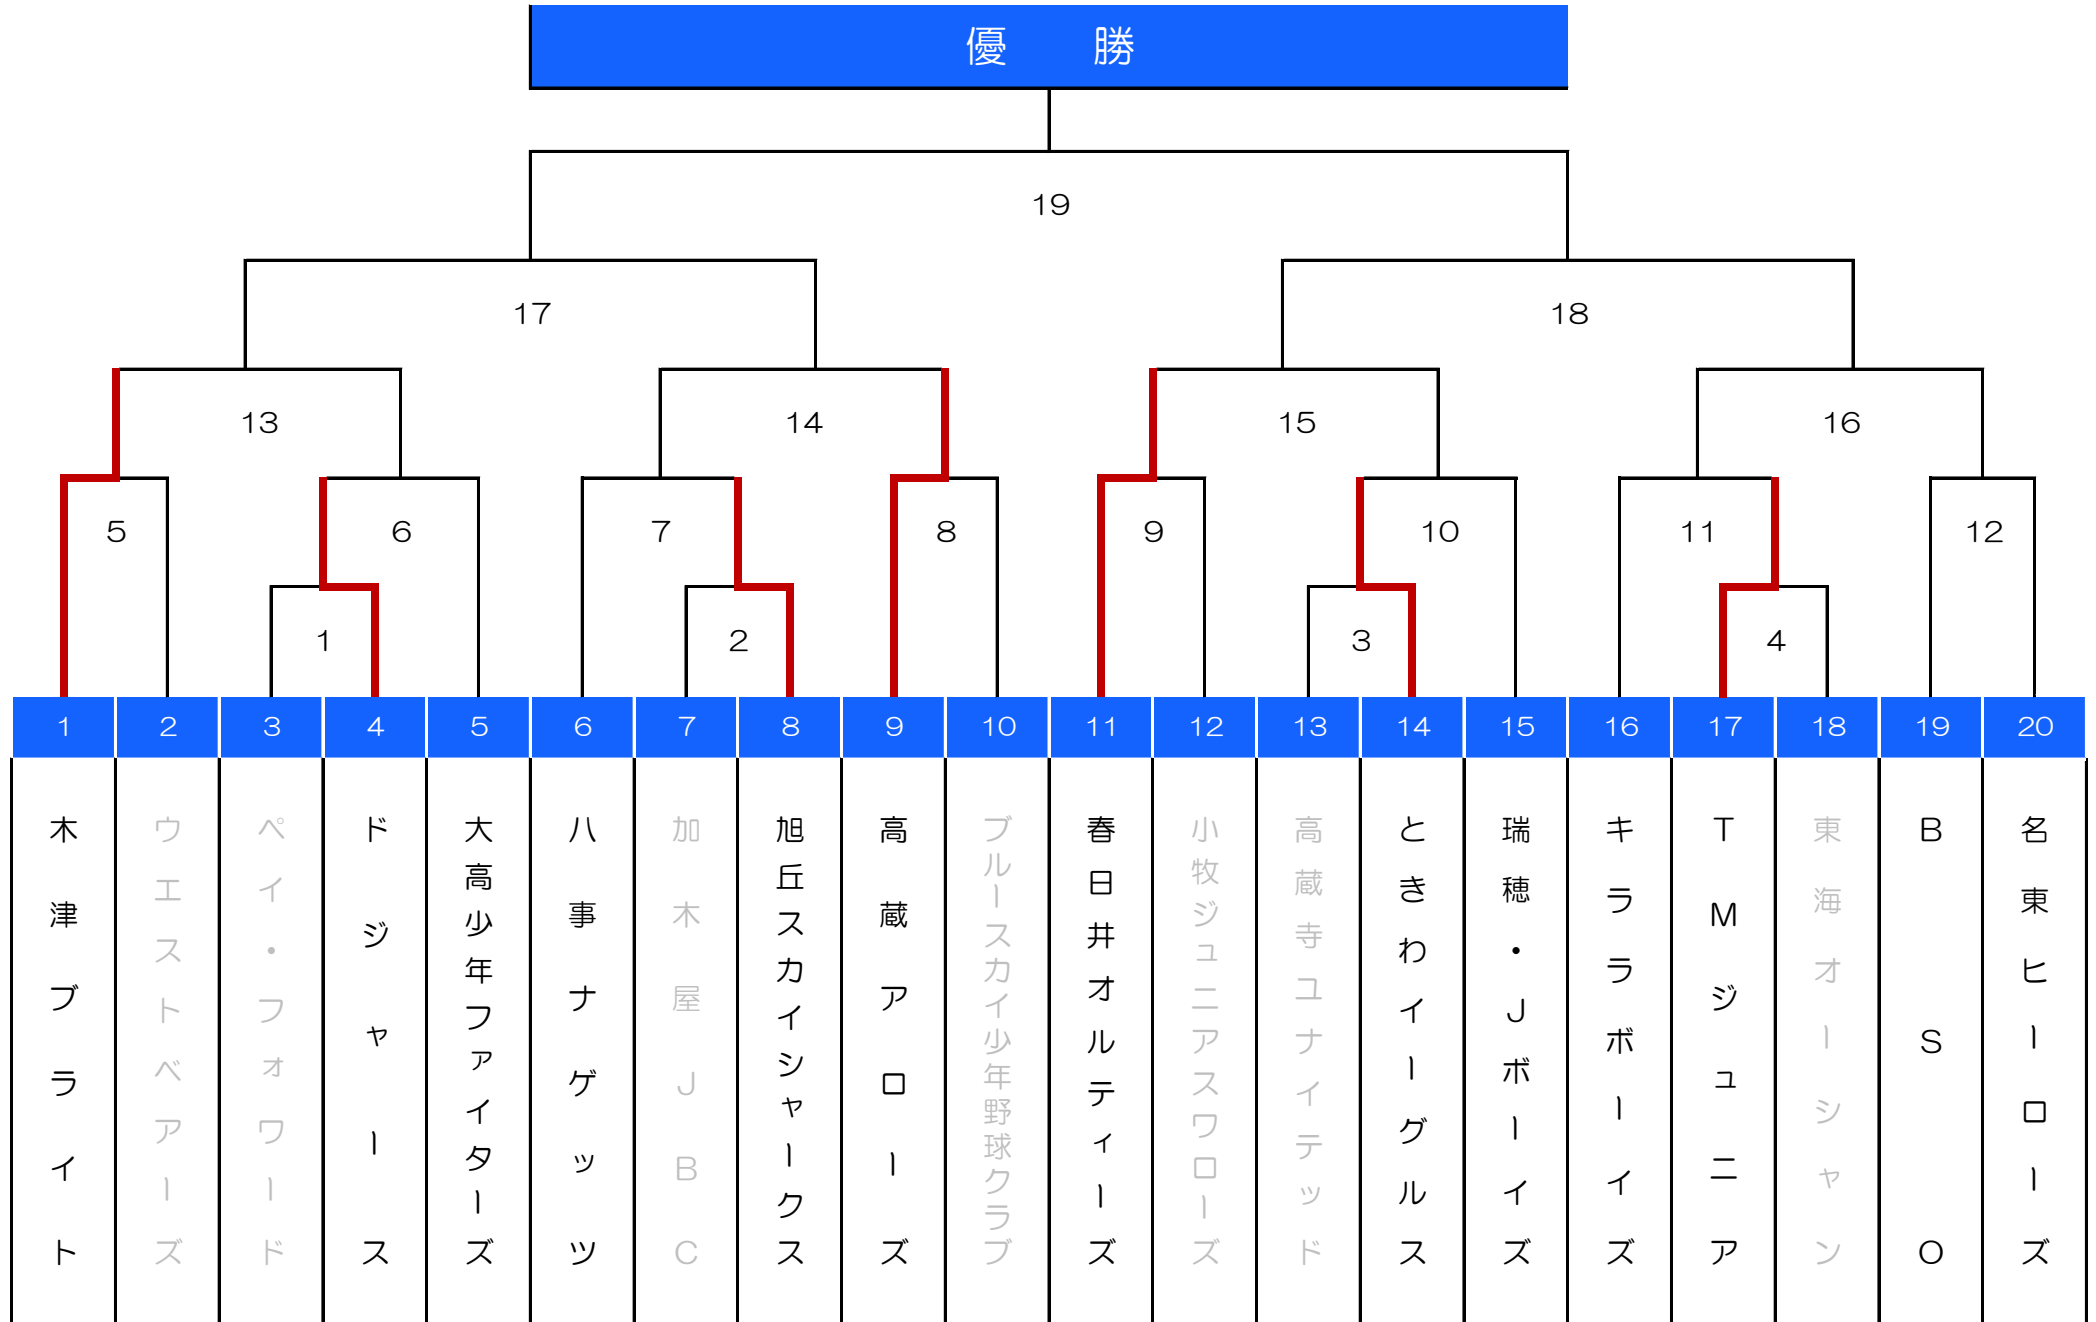 優　勝
19
17
18
13
14
15
16
5
6
7
8
9
10
11
12
1
2
3
4
1 2 3 4 5 6 7 8 9 10 11 12 13 14 15 16 17 18 19 20
木津ブライト
ウエストベアーズ
ペイ・フォワード
ドジャース
大高少年ファイターズ
八事ナゲッツ
加木屋JBC
旭丘スカイシャークス
高蔵アローズ
ブルースカイ少年野球クラブ
春日井オルティーズ
小牧ジュニアスワローズ
高蔵寺ユナイテッド
ときわイーグルス
瑞穂・Jボーイズ
キララボーイズ
TMジュニア
東海オーシャン
BSO
名東ヒーローズ